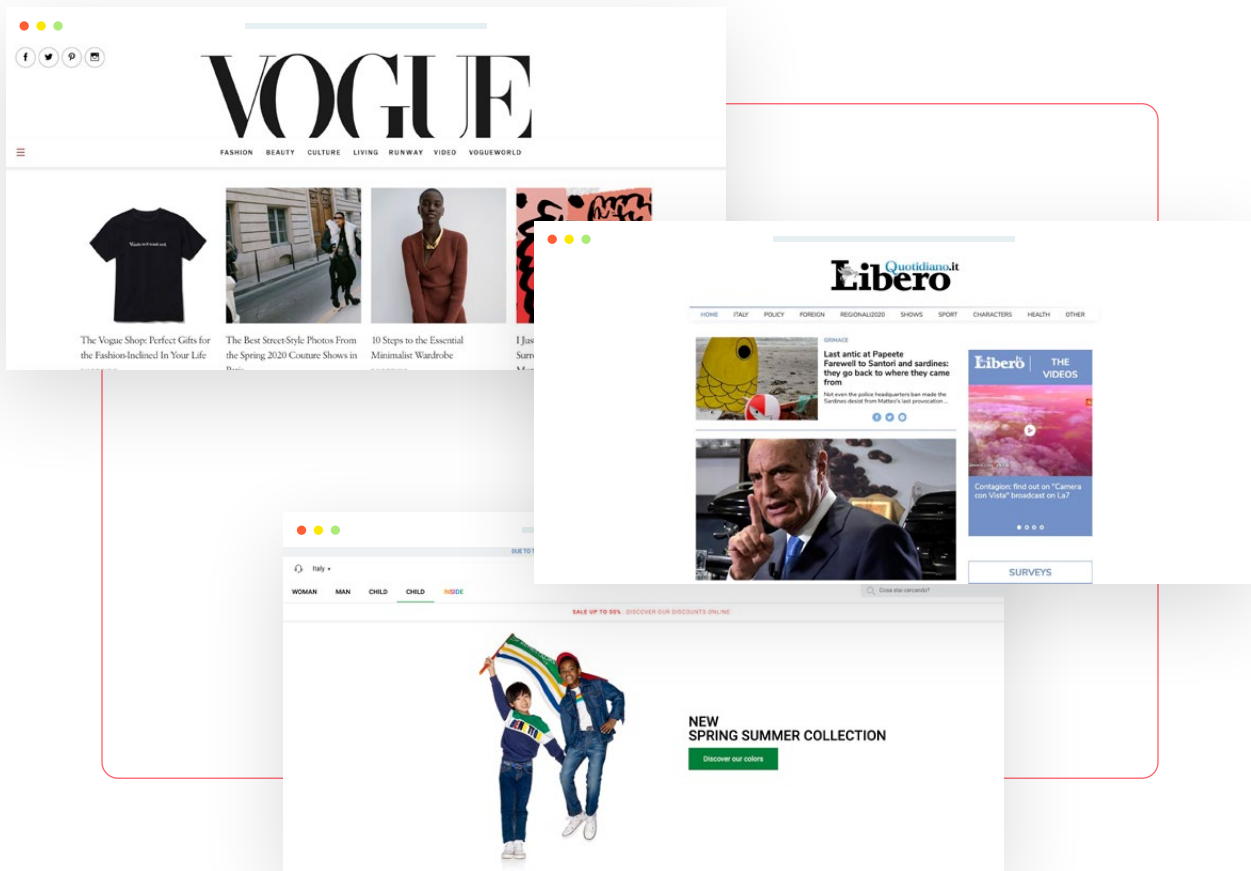 VOGUE
FASHION BEAUTY CULTURE LIVING RUNWAY VIDEO VOGUEWORLD
The Vogue Shop: Perfect Gifts for
the Fashion-Inclined In Your Life
The Best Street-Style Photos From
the Spring 2020 Couture Shows in
10 Steps to the Essential
Minimalist Wardrobe
Libero
Quotidiano.it
HOME ITALY POLICY FOREIGN REGIONALI2020 SHOWS SPORT CHARACTERS HEALTH OTHER
GRIMACE
Last antic at Papeete
Farewell to Santori and sardines:
they go back to where they came
from
Not even the police headquarters ban made the
Sardines desist from Matteo's last provocation ...
Libero THE
VIDEOS
Contagion: find out on "Camera
con Vista" broadcast on La7
SURVEYS
DUE TO
Italy
WOMAN MAN CHILD CHILD INSIDE
Cosa stai cercando?
SALE UP TO 50% DISCOVER OUR DISCOUNTS ONLINE
NEW
SPRING SUMMER COLLECTION
Discover our colors